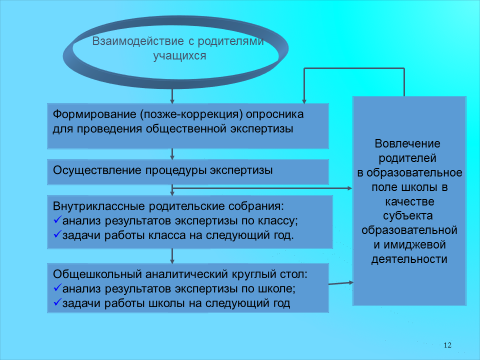 Взаимодействие с родителями
учащихся
Формирование (позже-коррекция) опросника
для проведения общественной экспертизы
Осуществление процедуры экспертизы
Внутриклассные родительские собрания:
✓анализ результатов экспертизы по классу;
✓задачи работы класса на следующий год.
Общешкольный аналитический круглый стол:
✓анализ результатов экспертизы по школе;
✓задачи работы школы на следующий год
Вовлечение
родителей
в образовательное
поле школы в
качестве
субъекта
образовательной
и имиджевой
деятельности
12